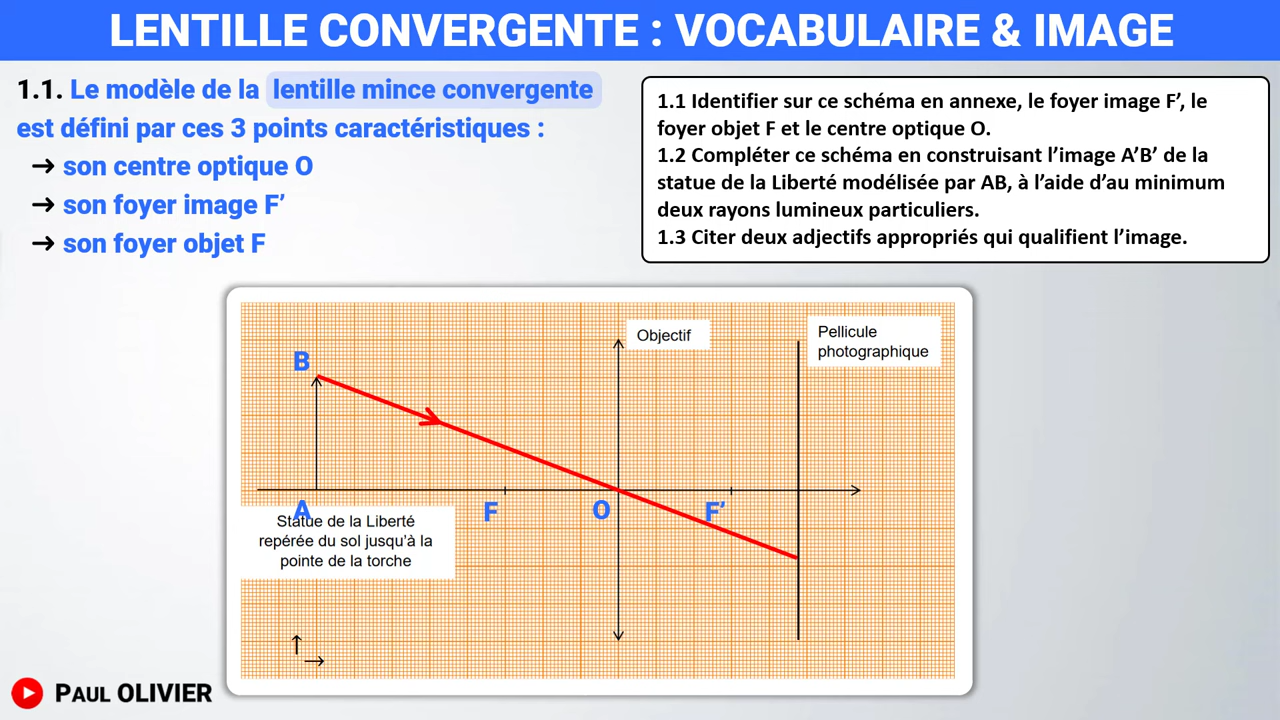 LENTILLE CONVERGENTE : VOCABULAIRE & IMAGE
1.1. Le modèle de la lentille mince convergente
est défini par ces 3 points caractéristiques :
→ son centre optique O
→ son foyer image F’
→ son foyer objet F
1.1 Identifier sur ce schéma en annexe, le foyer image F’, le
foyer objet F et le centre optique O.
1.2 Compléter ce schéma en construisant l’image A’B’ de la
statue de la Liberté modélisée par AB, à l’aide d’au minimum
deux rayons lumineux particuliers.
1.3 Citer deux adjectifs appropriés qui qualifient l’image.
Objectif
Pellicule
photographique
B
A
F
O
F’
Statue de la Liberté
repérée du sol jusqu'à la
pointe de la torche
PAUL OLIVIER